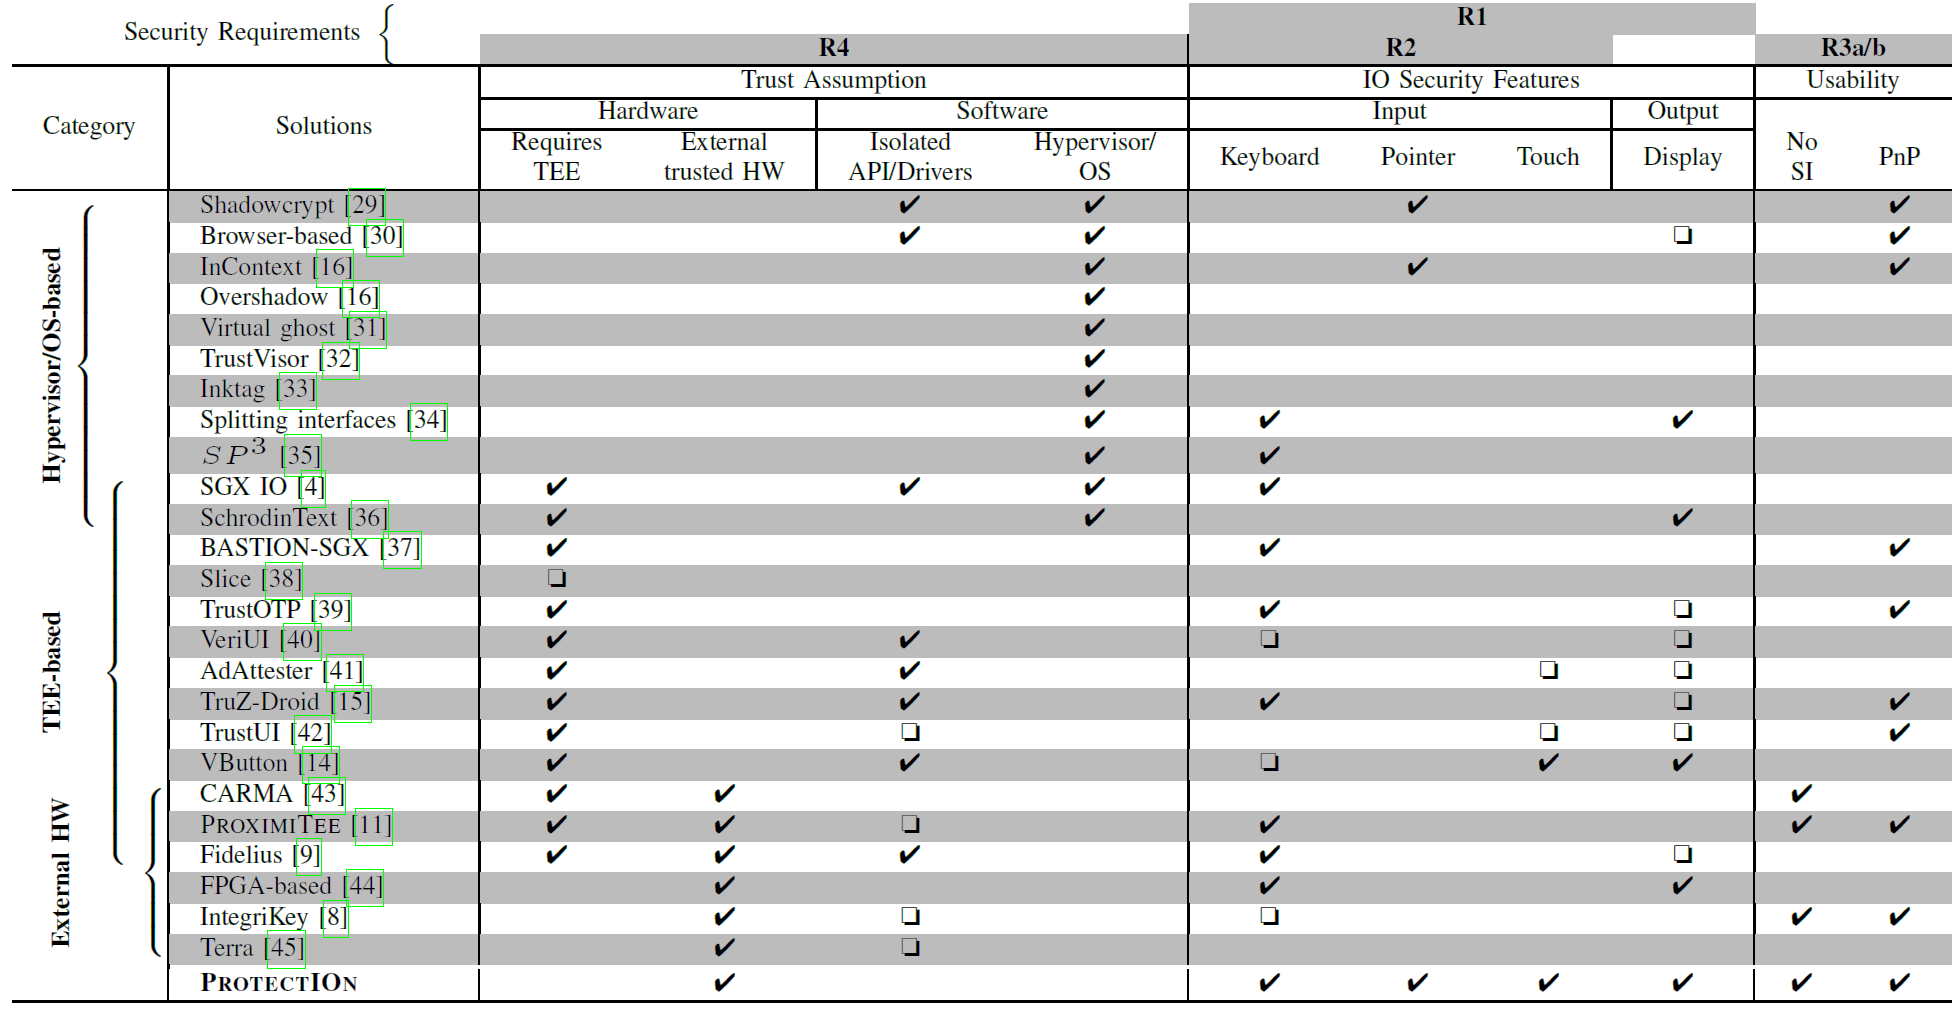 Security Requirements {
R1
R4 R2 R3a/b
Trust Assumption IO Security Features Usability
Hardware Software Input Output
Category Solutions Requires TEE External trusted HW Isolated API/Drivers Hypervisor/OS Keyboard Pointer Touch Display No SI PnP
Hypervisor/OS-based
TEE-based
External HW
Shadowcrypt [29] ✔ ✔ ✔ ✔
Browser-based [30] ✔ ✔ ❏ ✔
InContext [16] ✔ ✔ ✔
Overshadow [16] ✔
Virtual ghost [31] ✔
TrustVisor [32] ✔
Inktag [33] ✔
Splitting interfaces [34] ✔ ✔ ✔
SP³ [35] ✔ ✔
SGX IO [4] ✔ ✔ ✔ ✔
SchrodinText [36] ✔ ✔ ✔
BASTION-SGX [37] ✔ ✔ ✔
Slice [38] ❏
TrustOTP [39] ✔ ✔ ❏ ✔
VeriUI [40] ✔ ✔ ❏ ❏
AdAttester [41] ✔ ✔ ❏ ❏
TruZ-Droid [15] ✔ ✔ ✔ ❏ ✔
TrustUI [42] ✔ ❏ ❏ ❏ ✔
VButton [14] ✔ ✔ ❏ ✔ ✔
CARMA [43] ✔ ✔ ✔
PROXIMITEE [11] ✔ ✔ ❏ ✔ ✔ ✔
Fidelius [9] ✔ ✔ ✔ ✔ ❏
FPGA-based [44] ✔ ✔ ✔
IntegriKey [8] ✔ ❏ ❏ ✔ ✔
Terra [45] ✔ ❏
PROTECTION ✔ ✔ ✔ ✔ ✔ ✔ ✔